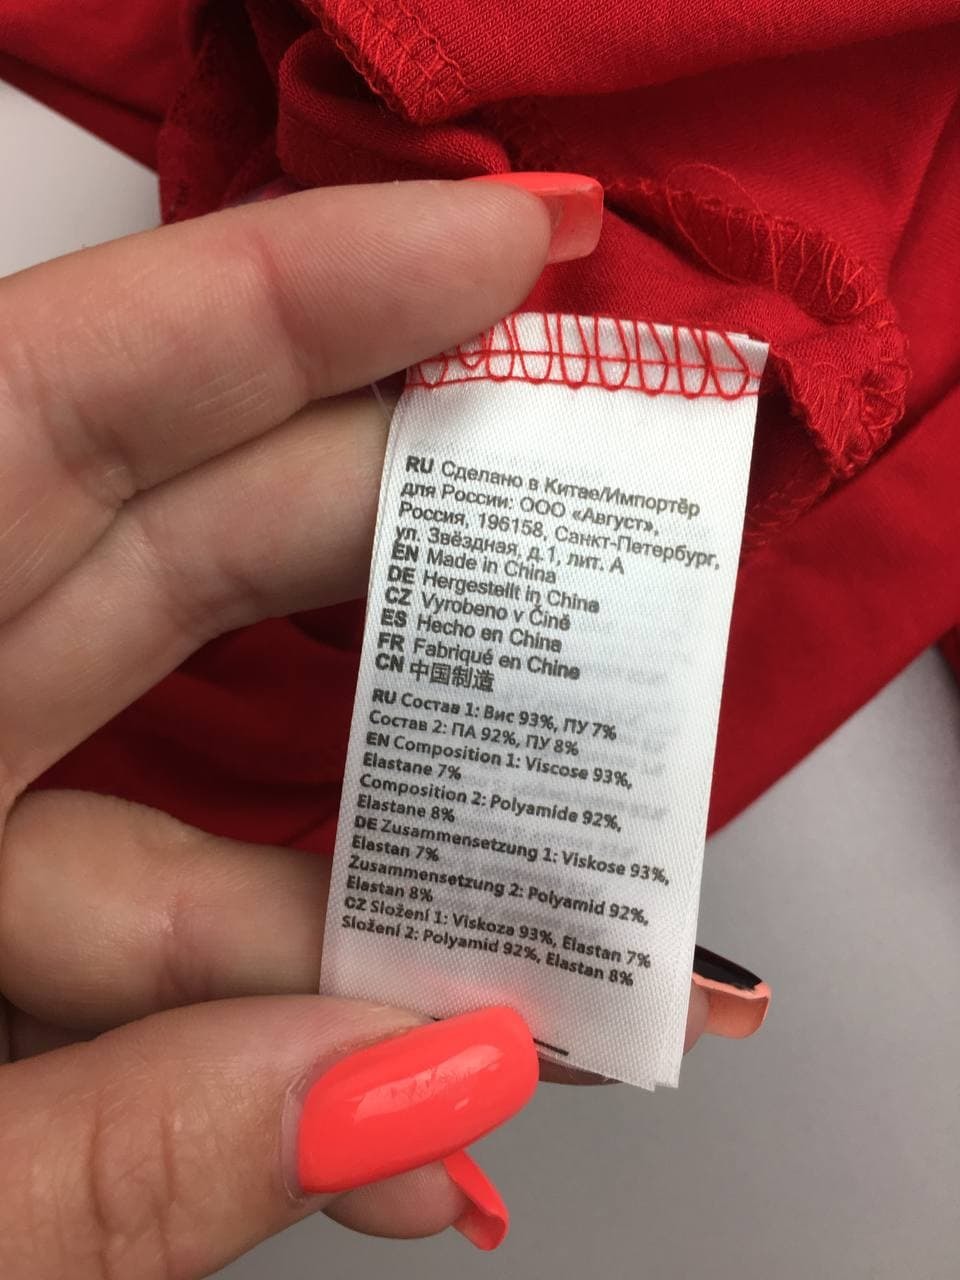 RU Сделано в Китае/Импортёр
для России: ООО «Август»,
Россия, 196158, Санкт-Петербург,
ул. Звёздная, д.1, лит. А
EN Made in China
DE Hergestellt in China
CZ Vyrobeno v Čině
ES Hecho en China
FR Fabriqué en Chine
CN 中国制造
RU Состав 1: Вис 93%, ПУ 7%
Состав 2: ПА 92%, ПУ 8%
EN Composition 1: Viscose 93%,
Elastane 7%
Composition 2: Polyamide 92%,
Elastane 8%
DE Zusammensetzung 1: Viskose 93%,
Elastan 7%
Zusammensetzung 2: Polyamid 92%,
Elastan 8%
CZ Složení 1: Viskoza 93%, Elastan 7%
Složení 2: Polyamid 92%, Elastan 8%